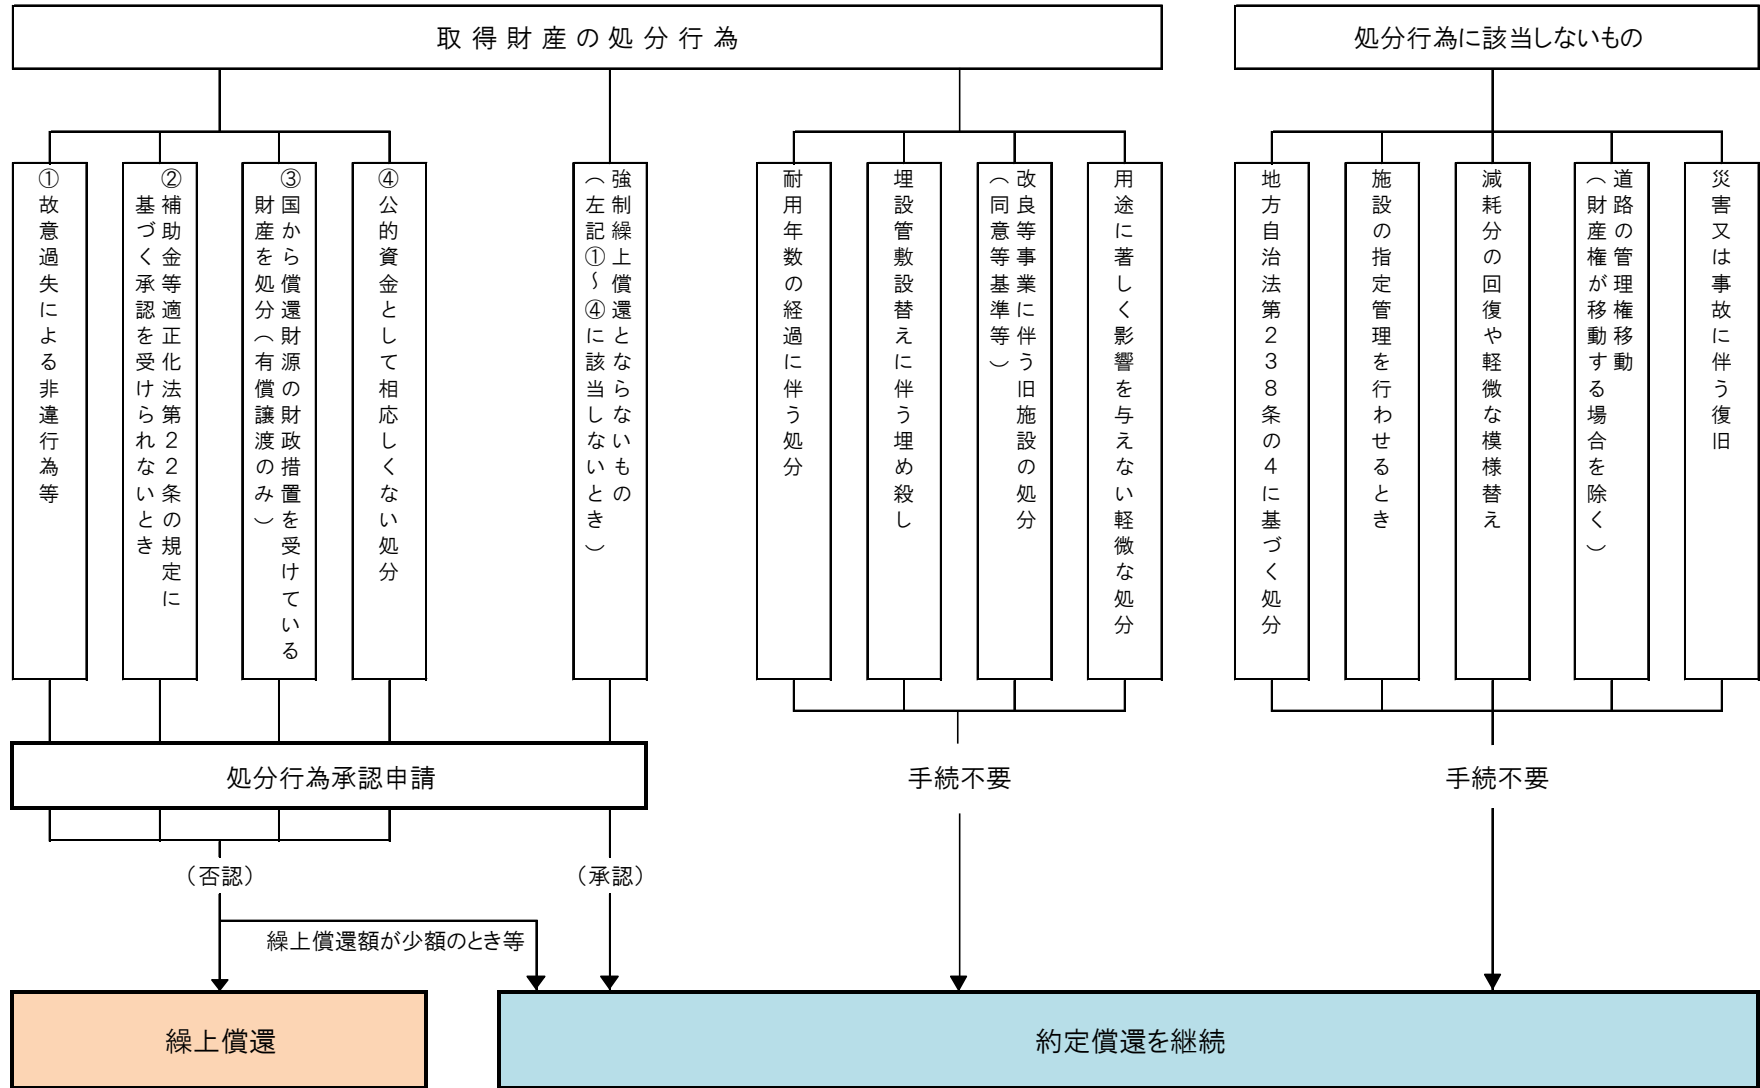 取得財産の処分行為
処分行為に該当しないもの
①故意過失による非違行為等
②補助金等適正化法第２２条の規定に
基づく承認を受けられないとき
③国から償還財源の財政措置を受けている
財産を処分（有償譲渡のみ）
④公的資金として相応しくない処分
強制繰上償還とならないもの
（左記①～④に該当しないとき）
耐用年数の経過に伴う処分
埋設管敷設替えに伴う埋め殺し
改良等事業に伴う旧施設の処分
（同意等基準等）
用途に著しく影響を与えない軽微な処分
地方自治法第２３８条の４に基づく処分
施設の指定管理を行わせるとき
減耗分の回復や軽微な模様替え
道路の管理権移動
（財産権が移動する場合を除く）
災害又は事故に伴う復旧
処分行為承認申請
手続不要
手続不要
（否認）
（承認）
繰上償還額が少額のとき等
繰上償還
約定償還を継続